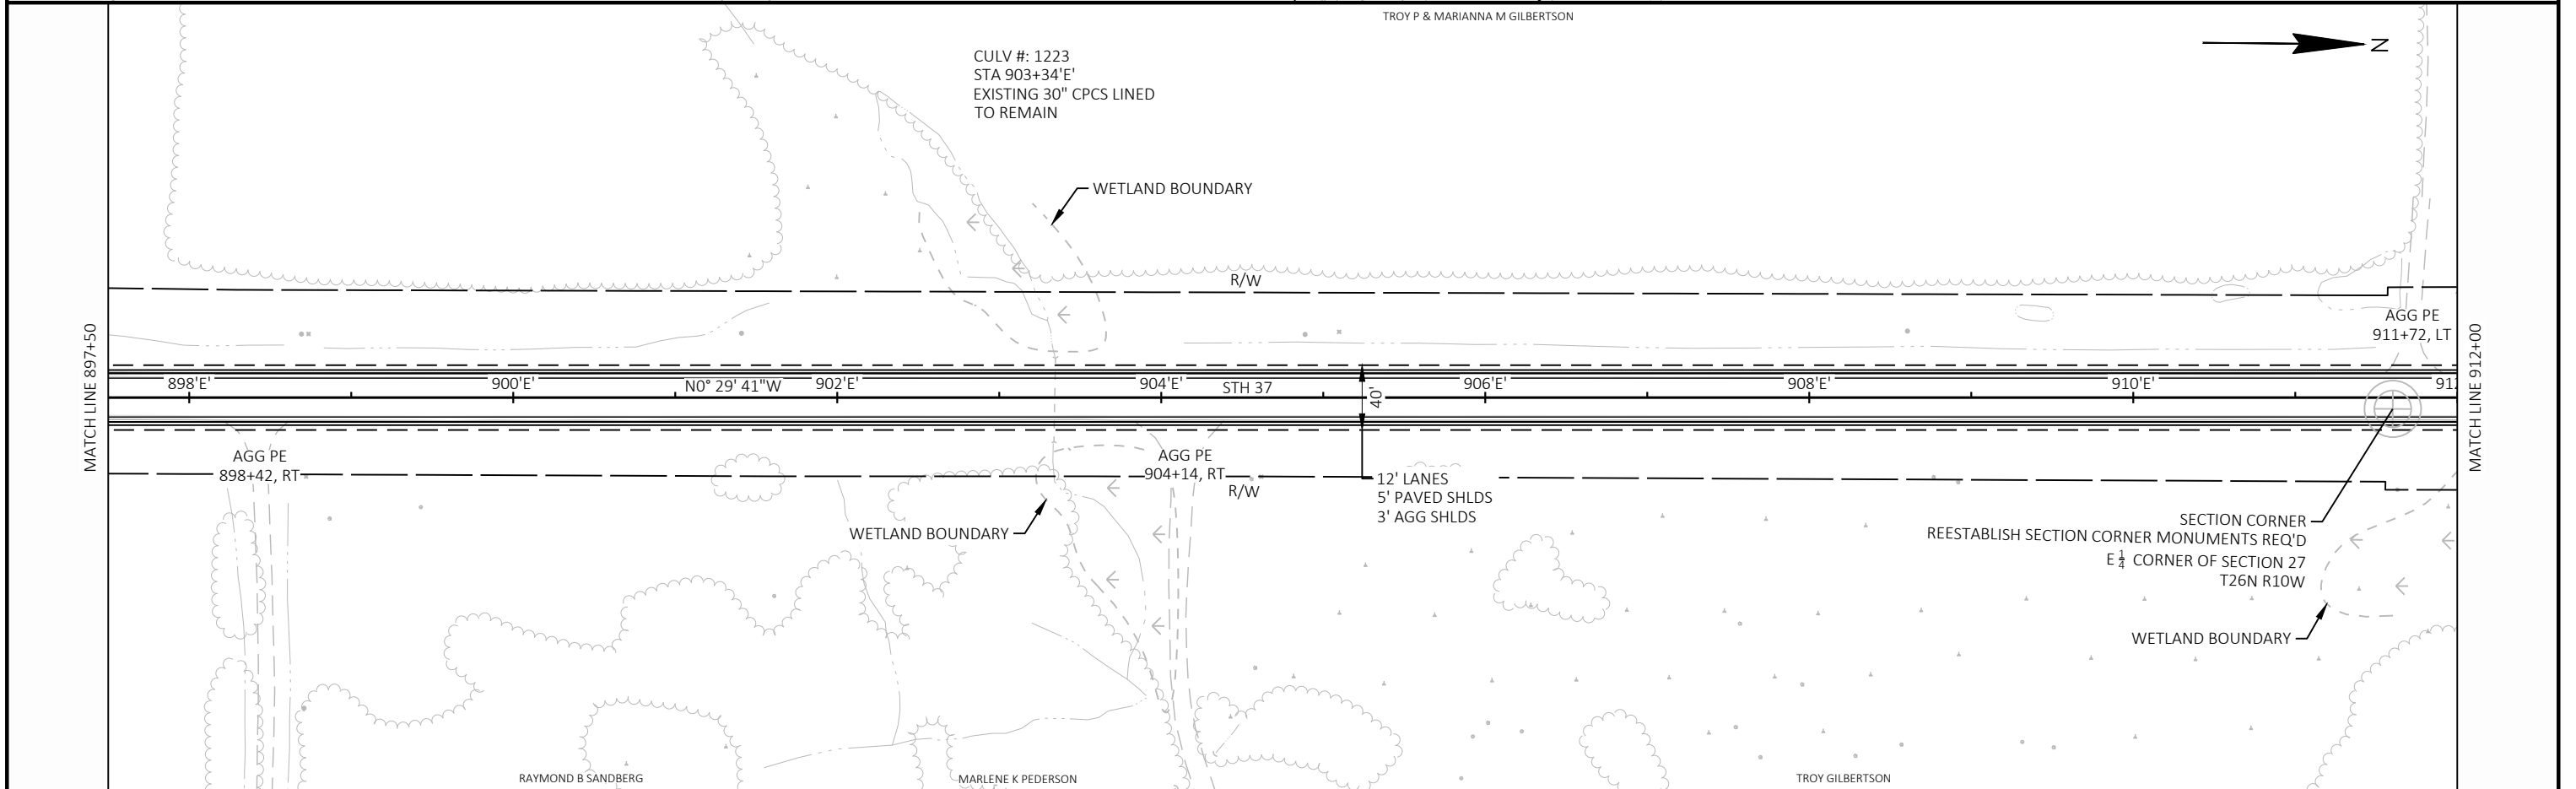 TROY P & MARIANNA M GILBERTSON
N
CULV #: 1223
STA 903+34'E'
EXISTING 30" CPCS LINED
TO REMAIN
WETLAND BOUNDARY
R/W
AGG PE
911+72, LT
MATCH LINE 897+50
MATCH LINE 912+00
898'E'
900'E'
N0° 29' 41"W
902'E'
904'E'
STH 37
906'E'
908'E'
910'E'
40'
AGG PE
898+42, RT
AGG PE
904+14, RT
R/W
12' LANES
5' PAVED SHLDS
3' AGG SHLDS
WETLAND BOUNDARY
SECTION CORNER
REESTABLISH SECTION CORNER MONUMENTS REQ'D
E 1/4 CORNER OF SECTION 27
T26N R10W
WETLAND BOUNDARY
RAYMOND B SANDBERG
MARLENE K PEDERSON
TROY GILBERTSON